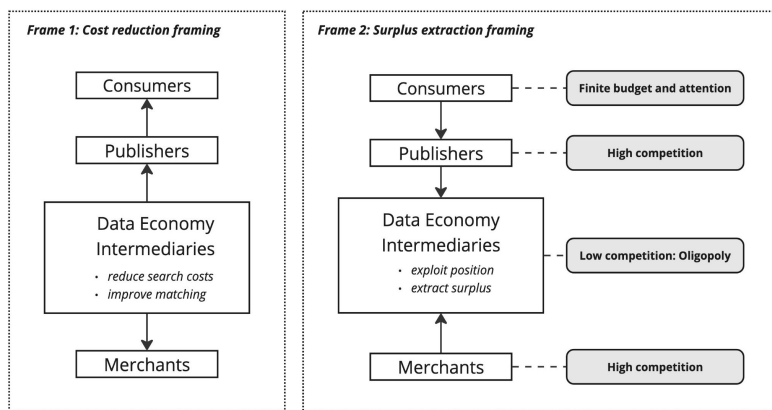 Frame 1: Cost reduction framing
Consumers
Publishers
Data Economy
Intermediaries
• reduce search costs
• improve matching
Merchants
Frame 2: Surplus extraction framing
Consumers
Finite budget and attention
Publishers
High competition
Data Economy
Intermediaries
• exploit position
• extract surplus
Low competition: Oligopoly
Merchants
High competition